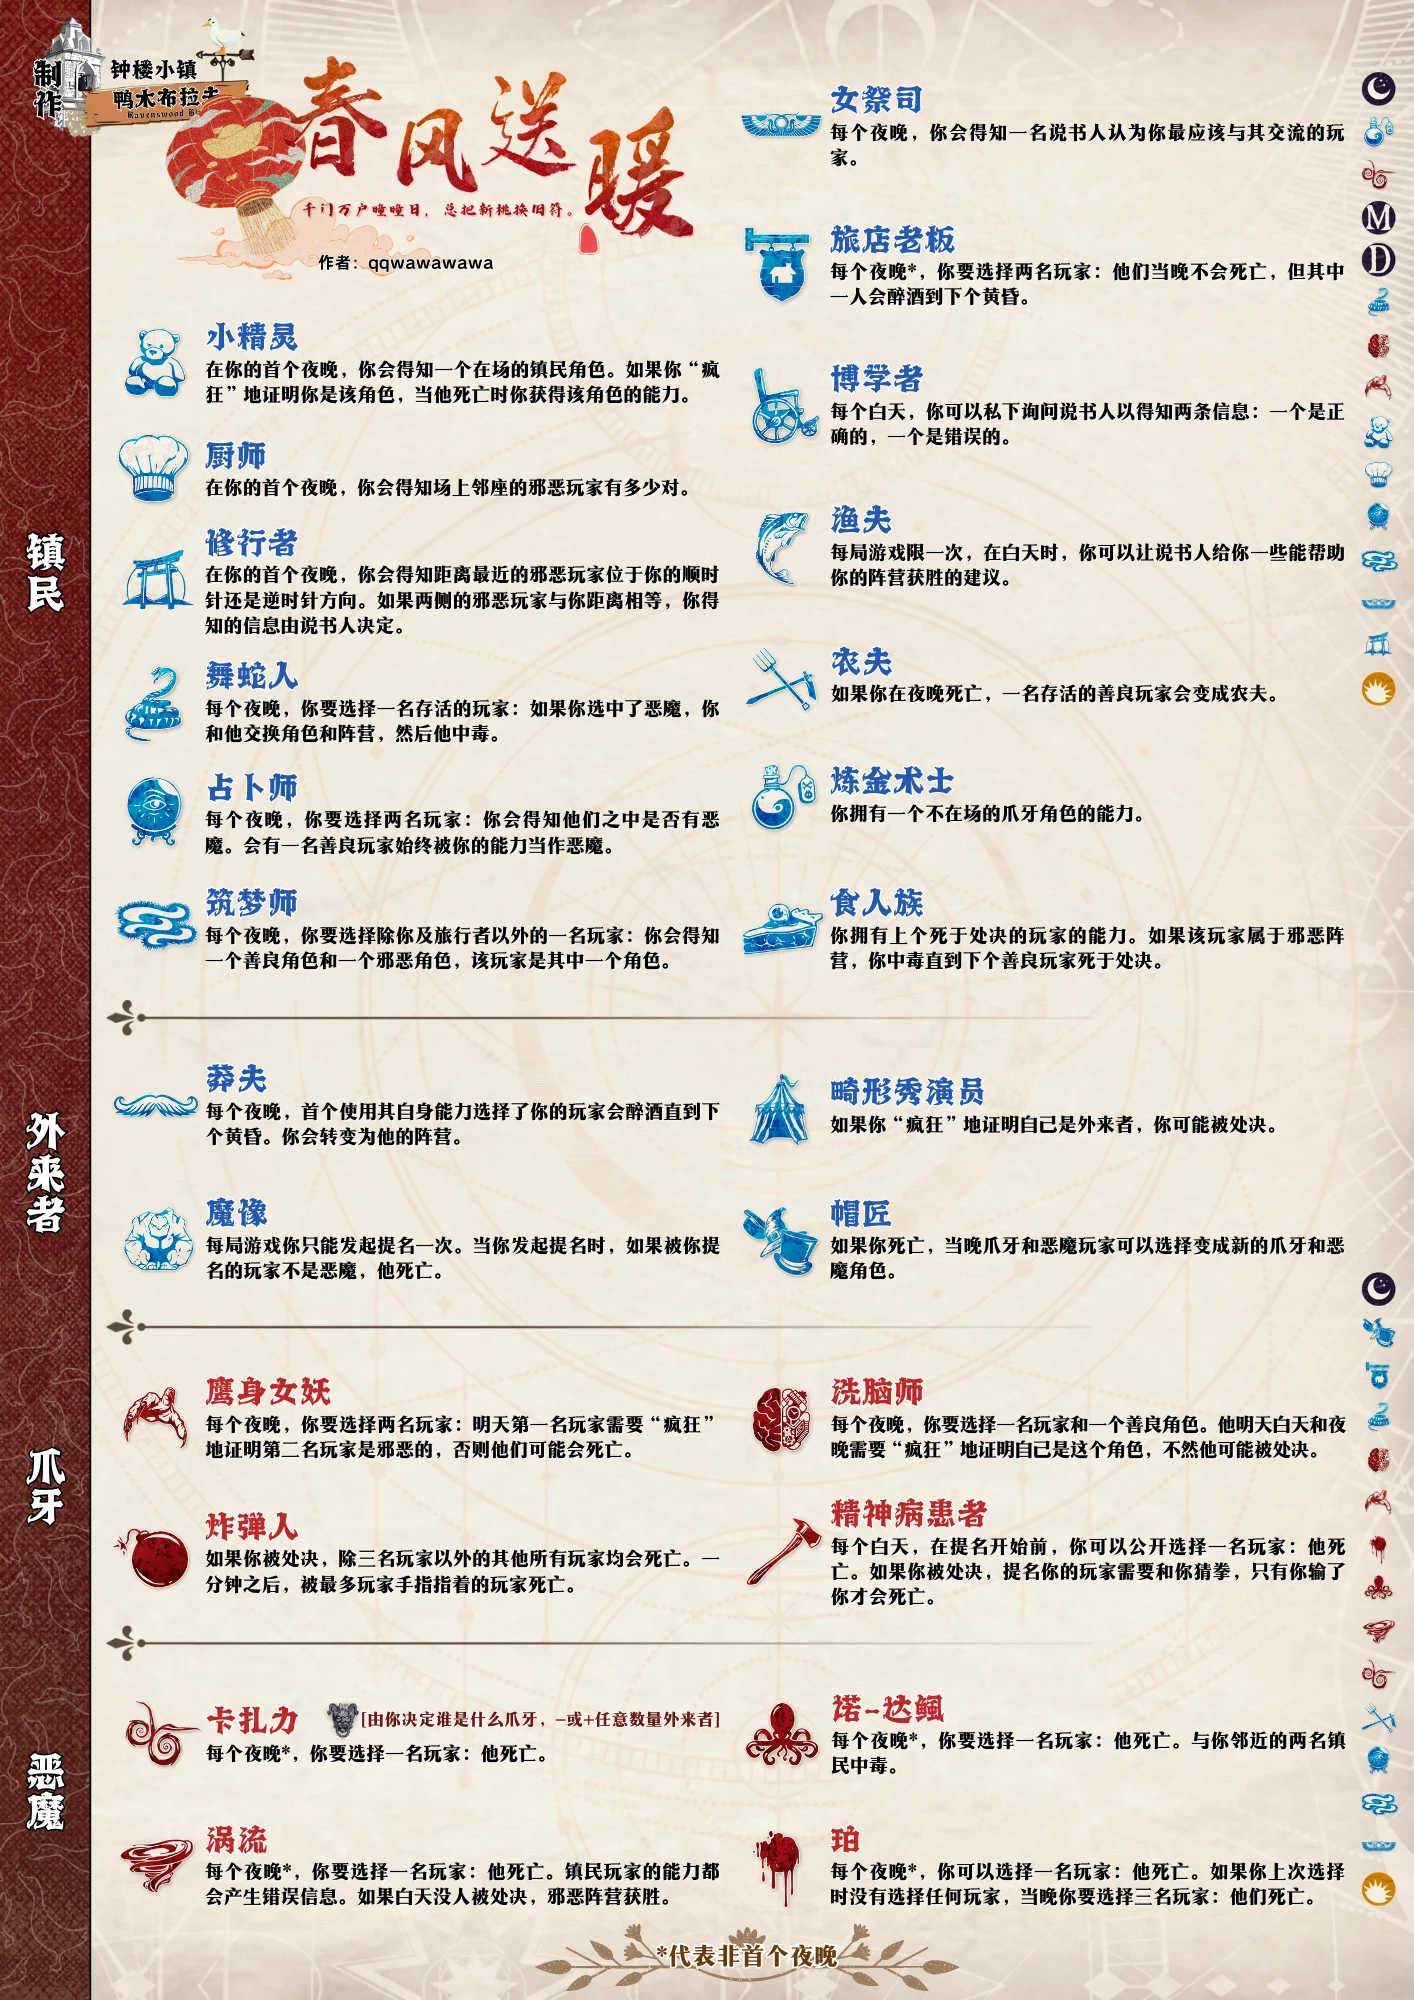 制作
钟楼小镇
鸭木布拉夫
春风送暖
千门万户曈曈日，总把新桃换旧符。
作者：qqwawawawa
镇民
小精灵
在你的首个夜晚，你会得知一个在场的镇民角色。如果你“疯
狂”地证明你是该角色，当他死亡时你获得该角色的能力。
厨师
在你的首个夜晚，你会得知场上邻座的邪恶玩家有多少对。
修行者
在你的首个夜晚，你会得知距离最近的邪恶玩家位于你的顺时
针还是逆时针方向。如果两侧的邪恶玩家与你距离相等，你得
知的信息由说书人决定。
舞蛇人
每个夜晚，你要选择一名存活的玩家：如果你选中了恶魔，你
和他交换角色和阵营，然后他中毒。
占卜师
每个夜晚，你要选择两名玩家：你会得知他们之中是否有恶
魔。会有一名善良玩家始终被你的能力当作恶魔。
筑梦师
每个夜晚，你要选择除你及旅行者以外的一名玩家：你会得知
一个善良角色和一个邪恶角色，该玩家是其中一个角色。
女祭司
每个夜晚，你会得知一名说书人认为你最应该与其交流的玩
家。
旅店老板
每个夜晚*，你要选择两名玩家：他们当晚不会死亡，但其中
一人会醉酒到下个黄昏。
博学者
每个白天，你可以私下询问说书人以得知两条信息：一个是正
确的，一个是错误的。
渔夫
每局游戏限一次，在白天时，你可以让说书人给你一些能帮助
你的阵营获胜的建议。
农夫
如果你在夜晚死亡，一名存活的善良玩家会变成农夫。
炼金术士
你拥有一个不在场的爪牙角色的能力。
食人族
你拥有上个死于处决的玩家的能力。如果该玩家属于邪恶阵
营，你中毒直到下个善良玩家死于处决。
外来者
莽夫
每个夜晚，首个使用其自身能力选择了你的玩家会醉酒直到下
个黄昏。你会转变为他的阵营。
魔像
每局游戏你只能发起提名一次。当你发起提名时，如果被你提
名的玩家不是恶魔，他死亡。
畸形秀演员
如果你“疯狂”地证明自己是外来者，你可能被处决。
帽匠
如果你死亡，当晚爪牙和恶魔玩家可以选择变成新的爪牙和恶
魔角色。
爪牙
鹰身女妖
每个夜晚，你要选择两名玩家：明天第一名玩家需要“疯狂”
地证明第二名玩家是邪恶的，否则他们可能会死亡。
炸弹人
如果你被处决，除三名玩家以外的其他所有玩家均会死亡。一
分钟之后，被最多玩家手指指着的玩家死亡。
洗脑师
每个夜晚，你要选择一名玩家和一个善良角色。他明天白天和夜
晚需要“疯狂”地证明自己是这个角色，不然他可能被处决。
精神病患者
每个白天，在提名开始前，你可以公开选择一名玩家：他死
亡。如果你被处决，提名你的玩家需要和你猜拳，只有你输了
你才会死亡。
恶魔
卡扎力
[由你决定谁是什么爪牙，-或+任意数量外来者]
每个夜晚*，你要选择一名玩家：他死亡。
涡流
每个夜晚*，你要选择一名玩家：他死亡。镇民玩家的能力都
会产生错误信息。如果白天没人被处决，邪恶阵营获胜。
诺-达鲺
每个夜晚*，你要选择一名玩家：他死亡。与你邻近的两名镇
民中毒。
珀
每个夜晚*，你可以选择一名玩家：他死亡。如果你上次选择
时没有选择任何玩家，当晚你要选择三名玩家：他们死亡。
*代表非首个夜晚
M
D